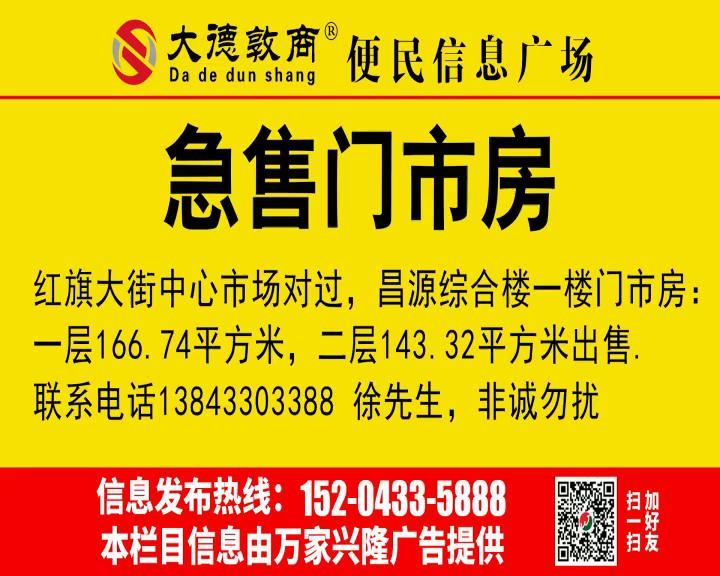 大德敦商® 便民信息广场
Da de dun shang
急售门市房
红旗大街中心市场对过，昌源综合楼一楼门市房：
一层166.74平方米，二层143.32平方米出售.
联系电话13843303388 徐先生，非诚勿扰
信息发布热线：152-0433-5888
本栏目信息由万家兴隆广告提供
扫一扫
加好友